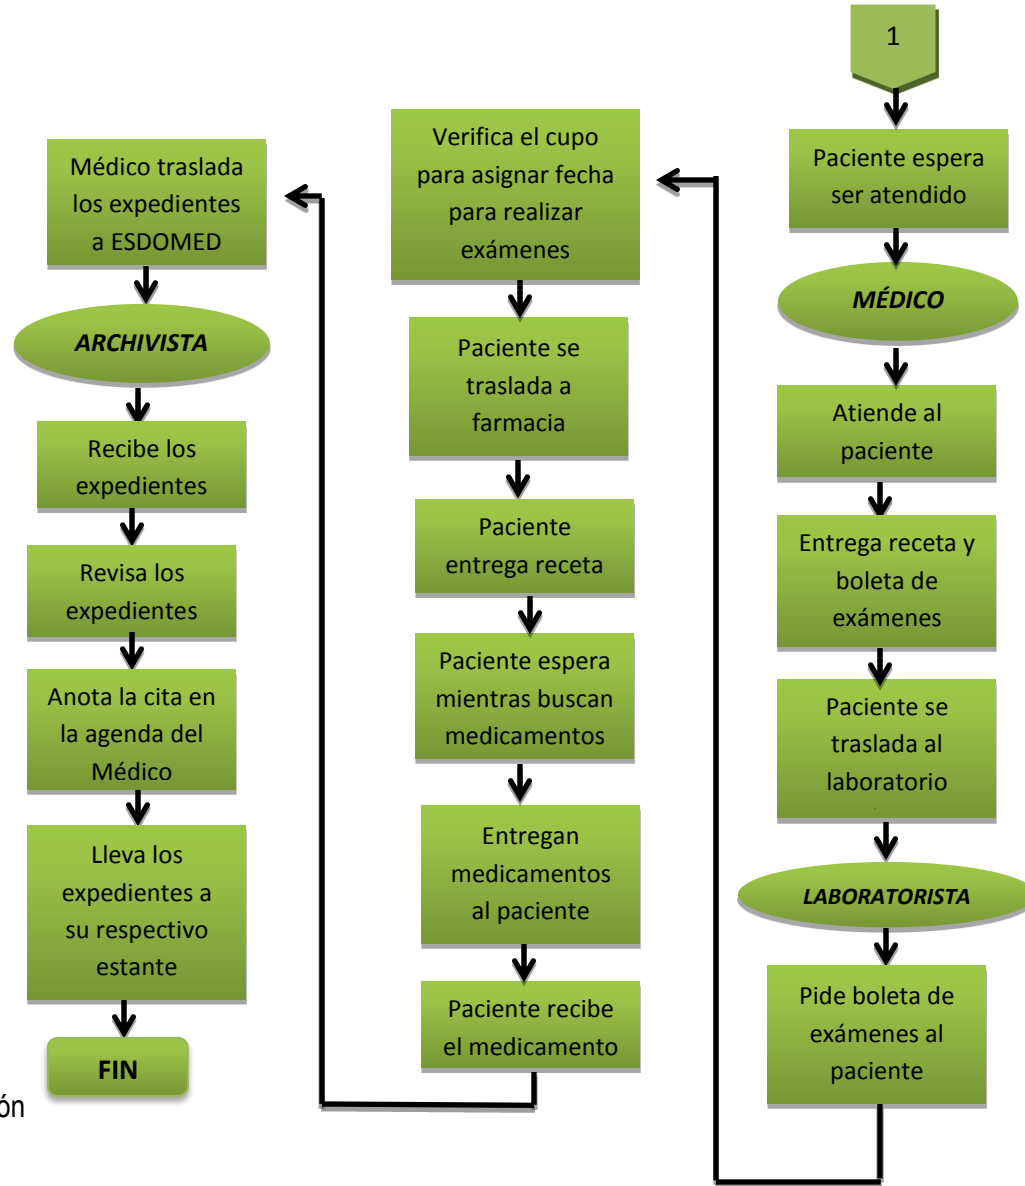 1
Paciente espera
ser atendido
MÉDICO
Atiende al
paciente
Entrega receta y
boleta de
exámenes
Paciente se
traslada al
laboratorio
LABORATORISTA
Pide boleta de
exámenes al
paciente
Verifica el cupo
para asignar fecha
para realizar
exámenes
Paciente se
traslada a
farmacia
Paciente
entrega receta
Paciente espera
mientras buscan
medicamentos
Entregan
medicamentos
al paciente
Paciente recibe
el medicamento
Médico traslada
los expedientes
a ESDOMED
ARCHIVISTA
Recibe los
expedientes
Revisa los
expedientes
Anota la cita en
la agenda del
Médico
Lleva los
expedientes a
su respectivo
estante
FIN
ón